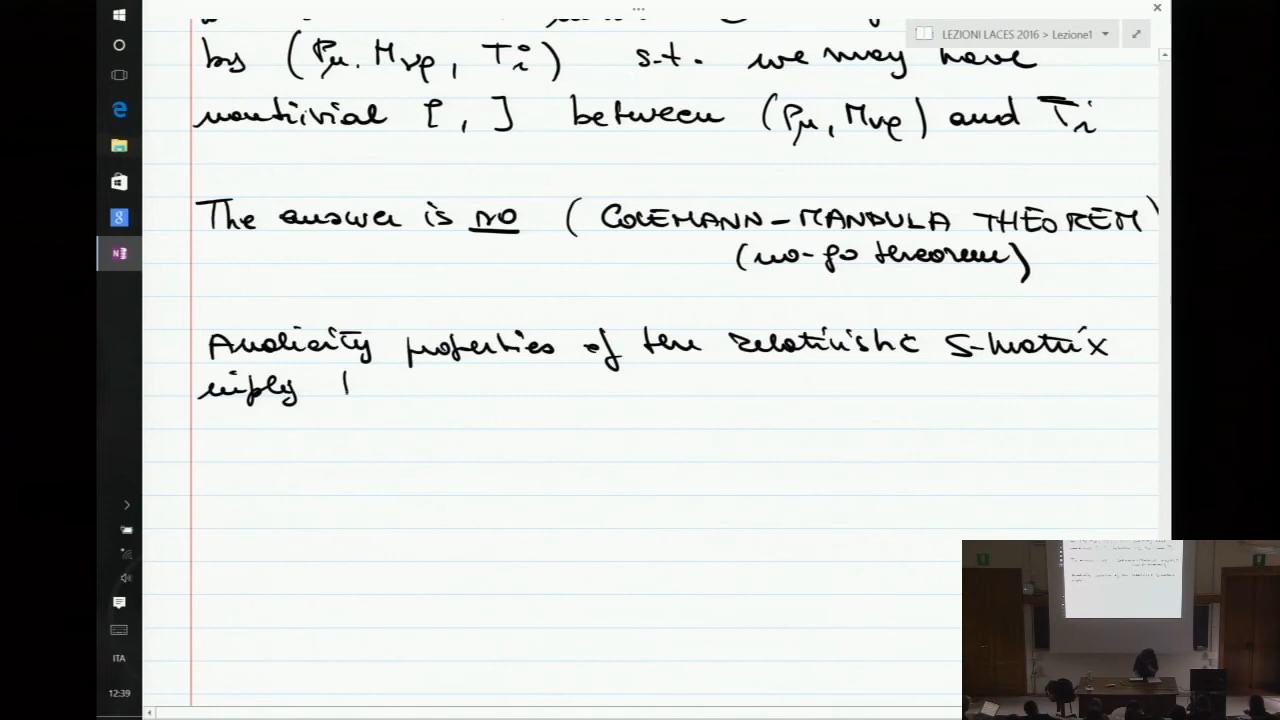 LEZIONI LACES 2016 > Lezione1
by (Pμ, Mνρ, Ti) s.t. we may have
nontrivial [ , ] between (Pμ, Mνρ) and Ti
The answer is no (COLEMANN-MANDULA THEOREM)
(no-go theorem)
Analicity properties of the relativistic S-matrix
imply
ITA
12:39